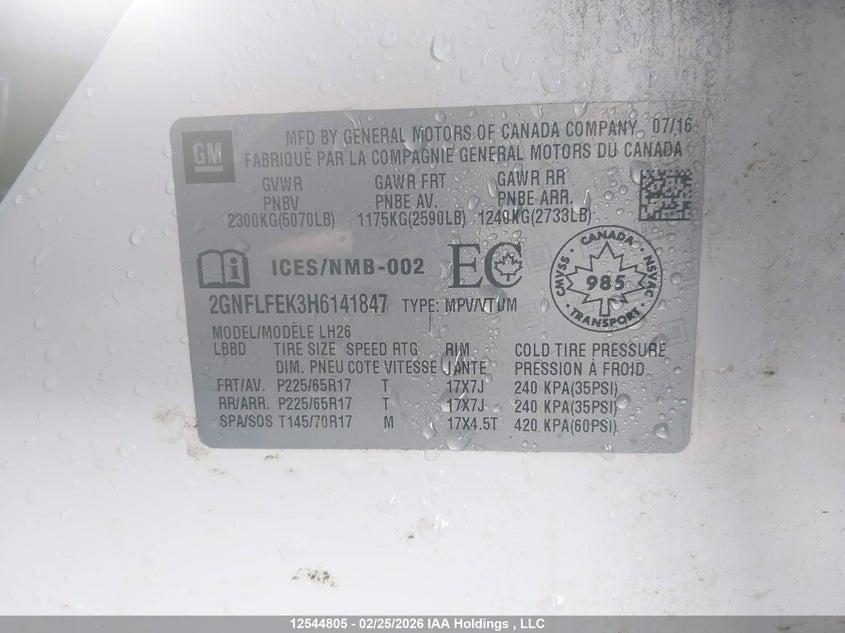 GM
MFD BY GENERAL MOTORS OF CANADA COMPANY 07/16
FABRIQUÉ PAR LA COMPAGNIE GENERAL MOTORS DU CANADA
GVWR GAWR FRT GAWR RR
PNBV PNBE AV. PNBE ARR.
2300KG(5070LB) 1175KG(2590LB) 1240KG(2733LB)
ICES/NMB-002 EC
CANADA
CMVSS 985 NSVAC
TRANSPORT
2GNFLFEK3H6141847 TYPE: MPV/VTUM
MODEL/MODÈLE LH26
LBBD TIRE SIZE SPEED RTG RIM COLD TIRE PRESSURE
DIM. PNEU COTE VITESSE JANTE PRESSION À FROID
FRT/AV. P225/65R17 T 17X7J 240 KPA(35PSI)
RR/ARR. P225/65R17 T 17X7J 240 KPA(35PSI)
SPA/SOS T145/70R17 M 17X4.5T 420 KPA(60PSI)
12544805 - 02/25/2026 IAA Holdings , LLC